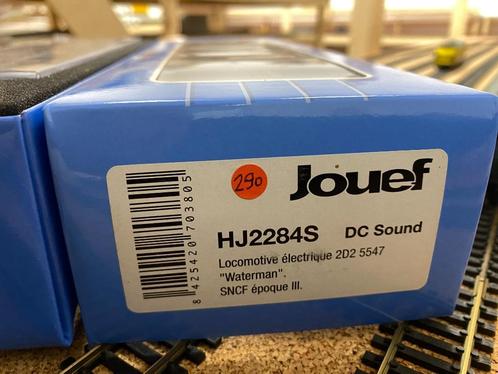 290
Jouef
HJ2284S DC Sound
Locomotive électrique 2D2 5547
"Waterman".
SNCF époque III.
8 425420 703805